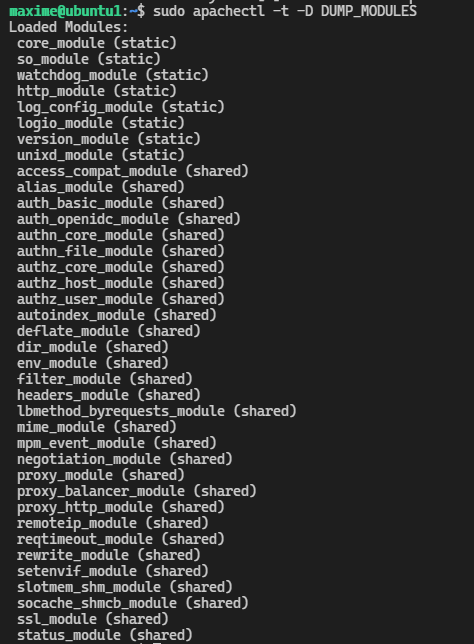 maxime@ubuntu1:~$ sudo apachectl -t -D DUMP_MODULES
Loaded Modules:
core_module (static)
so_module (static)
watchdog_module (static)
http_module (static)
log_config_module (static)
logio_module (static)
version_module (static)
unixd_module (static)
access_compat_module (shared)
alias_module (shared)
auth_basic_module (shared)
auth_openidc_module (shared)
authn_core_module (shared)
authn_file_module (shared)
authz_core_module (shared)
authz_host_module (shared)
authz_user_module (shared)
autoindex_module (shared)
deflate_module (shared)
dir_module (shared)
env_module (shared)
filter_module (shared)
headers_module (shared)
lbmethod_byrequests_module (shared)
mime_module (shared)
mpm_event_module (shared)
negotiation_module (shared)
proxy_module (shared)
proxy_balancer_module (shared)
proxy_http_module (shared)
remoteip_module (shared)
reqtimeout_module (shared)
rewrite_module (shared)
setenvif_module (shared)
slotmem_shm_module (shared)
socache_shmcb_module (shared)
ssl_module (shared)
status_module (shared)